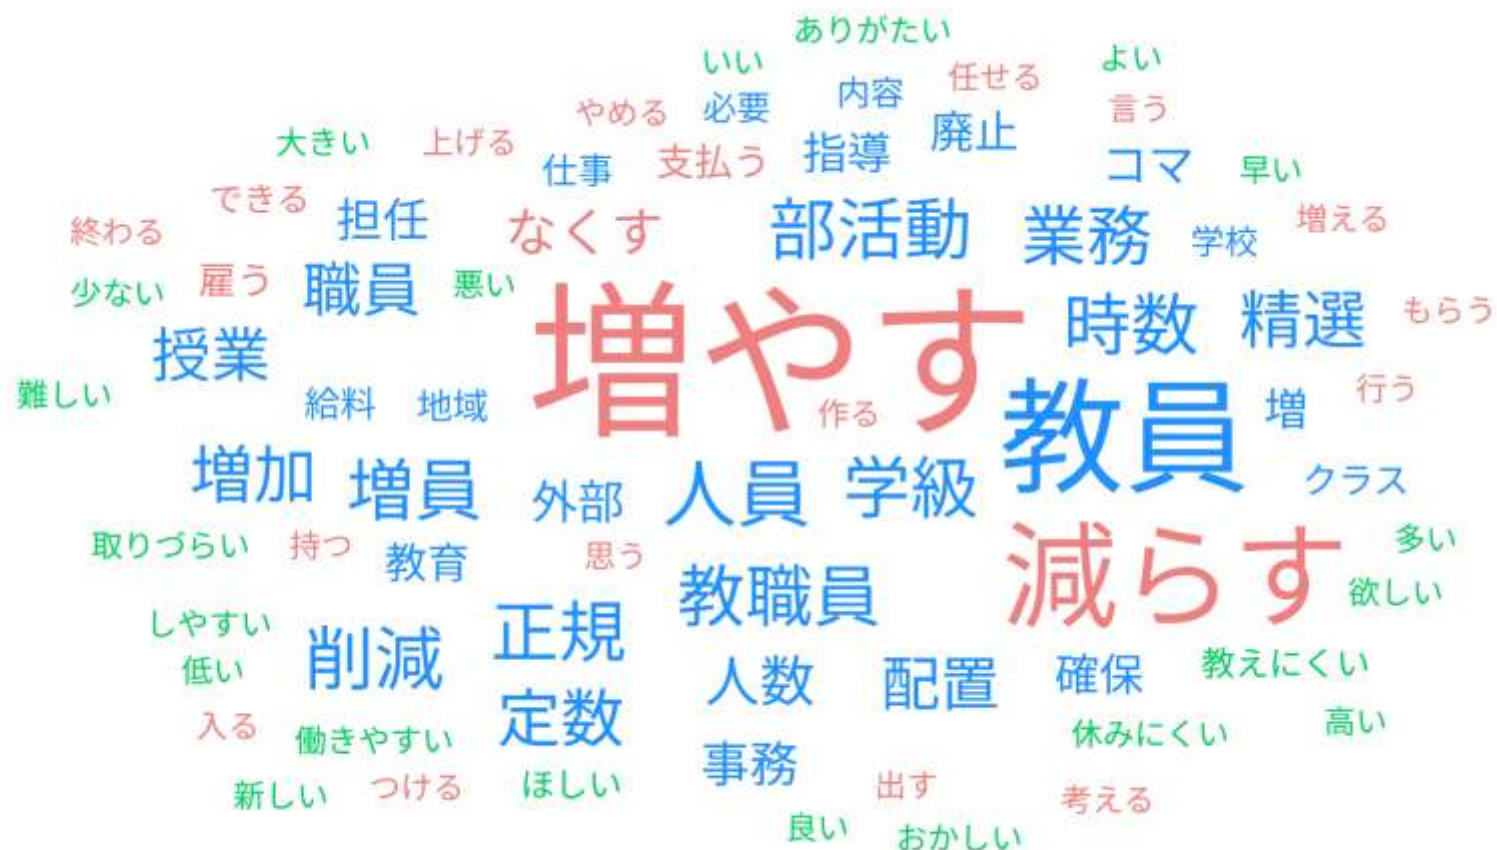 ありがたい
いい
よい
任せる
内容
必要
やめる
言う
廃止
大きい
上げる
仕事
支払う
指導
コマ
早い
できる
担任
終わる
なくす
部活動
業務
学校
増える
少ない
雇う
職員
悪い
増やす
時数
精選
もらう
授業
難しい
給料
地域
作る
教員
増
行う
増加
増員
外部
人員
学級
クラス
取りづらい
持つ
教育
思う
減らす
多い
欲しい
教職員
しやすい
低い
削減
正規
人数
配置
確保
教えにくい
入る
働きやすい
定数
休みにくい
高い
事務
新しい
つける
ほしい
出す
考える
良い
おかしい